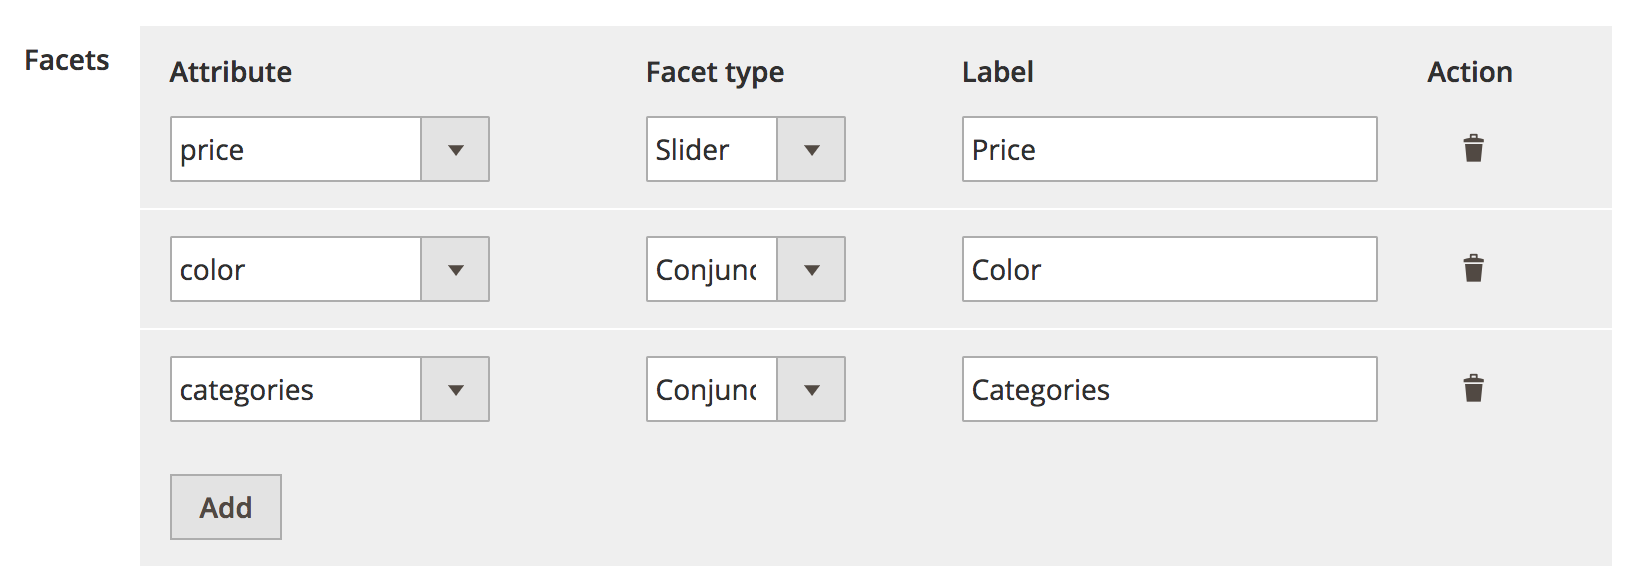 Facets
Attribute Facet type Label Action
price Slider Price
color Conjunc Color
categories Conjunc Categories
Add